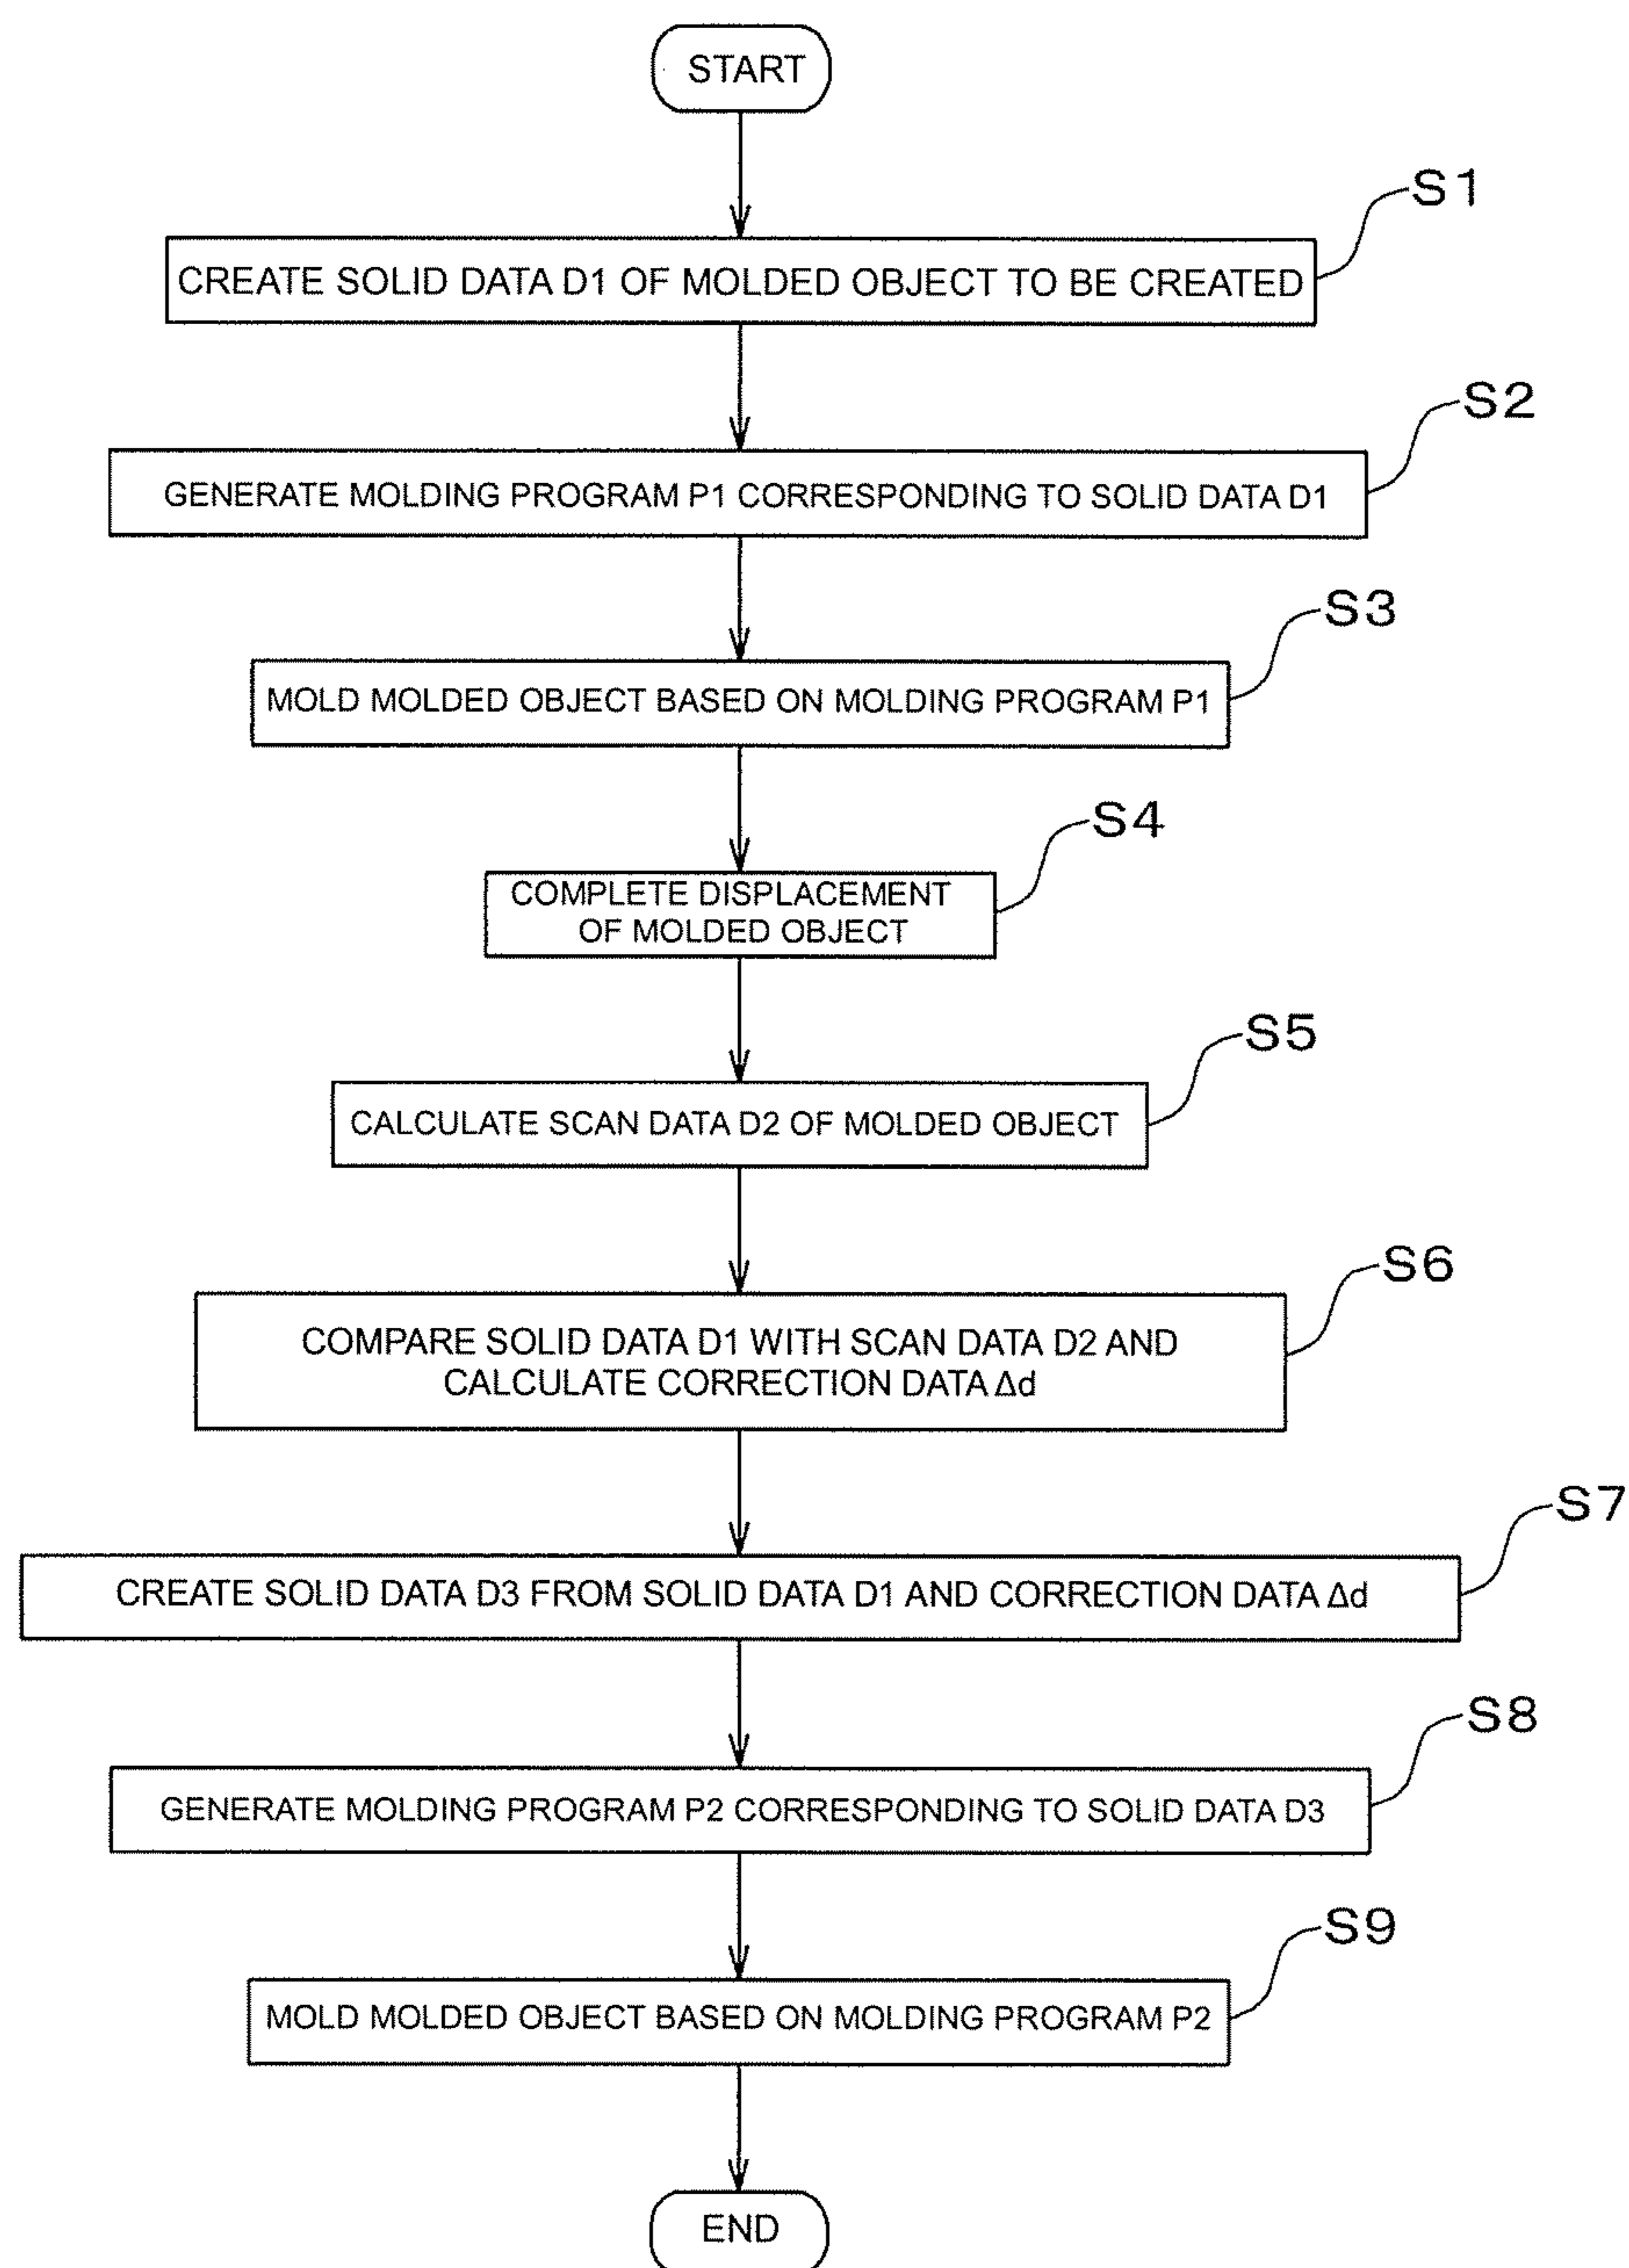 START
S1
CREATE SOLID DATA D1 OF MOLDED OBJECT TO BE CREATED
S2
GENERATE MOLDING PROGRAM P1 CORRESPONDING TO SOLID DATA D1
S3
MOLD MOLDED OBJECT BASED ON MOLDING PROGRAM P1
S4
COMPLETE DISPLACEMENT
OF MOLDED OBJECT
S5
CALCULATE SCAN DATA D2 OF MOLDED OBJECT
S6
COMPARE SOLID DATA D1 WITH SCAN DATA D2 AND
CALCULATE CORRECTION DATA Δd
S7
CREATE SOLID DATA D3 FROM SOLID DATA D1 AND CORRECTION DATA Δd
S8
GENERATE MOLDING PROGRAM P2 CORRESPONDING TO SOLID DATA D3
S9
MOLD MOLDED OBJECT BASED ON MOLDING PROGRAM P2
END